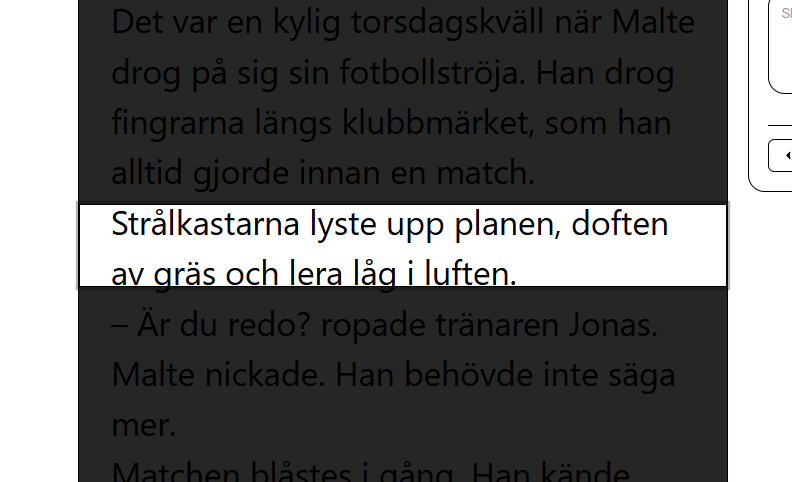 Det var en kylig torsdagskväll när Malte
drog på sig sin fotbollströja. Han drog
fingrarna längs klubbmärket, som han
alltid gjorde innan en match.
Strålkastarna lyste upp planen, doften
av gräs och lera låg i luften.
– Är du redo? ropade tränaren Jonas.
Malte nickade. Han behövde inte säga
mer.
Matchen blåstes i gång. Han kände